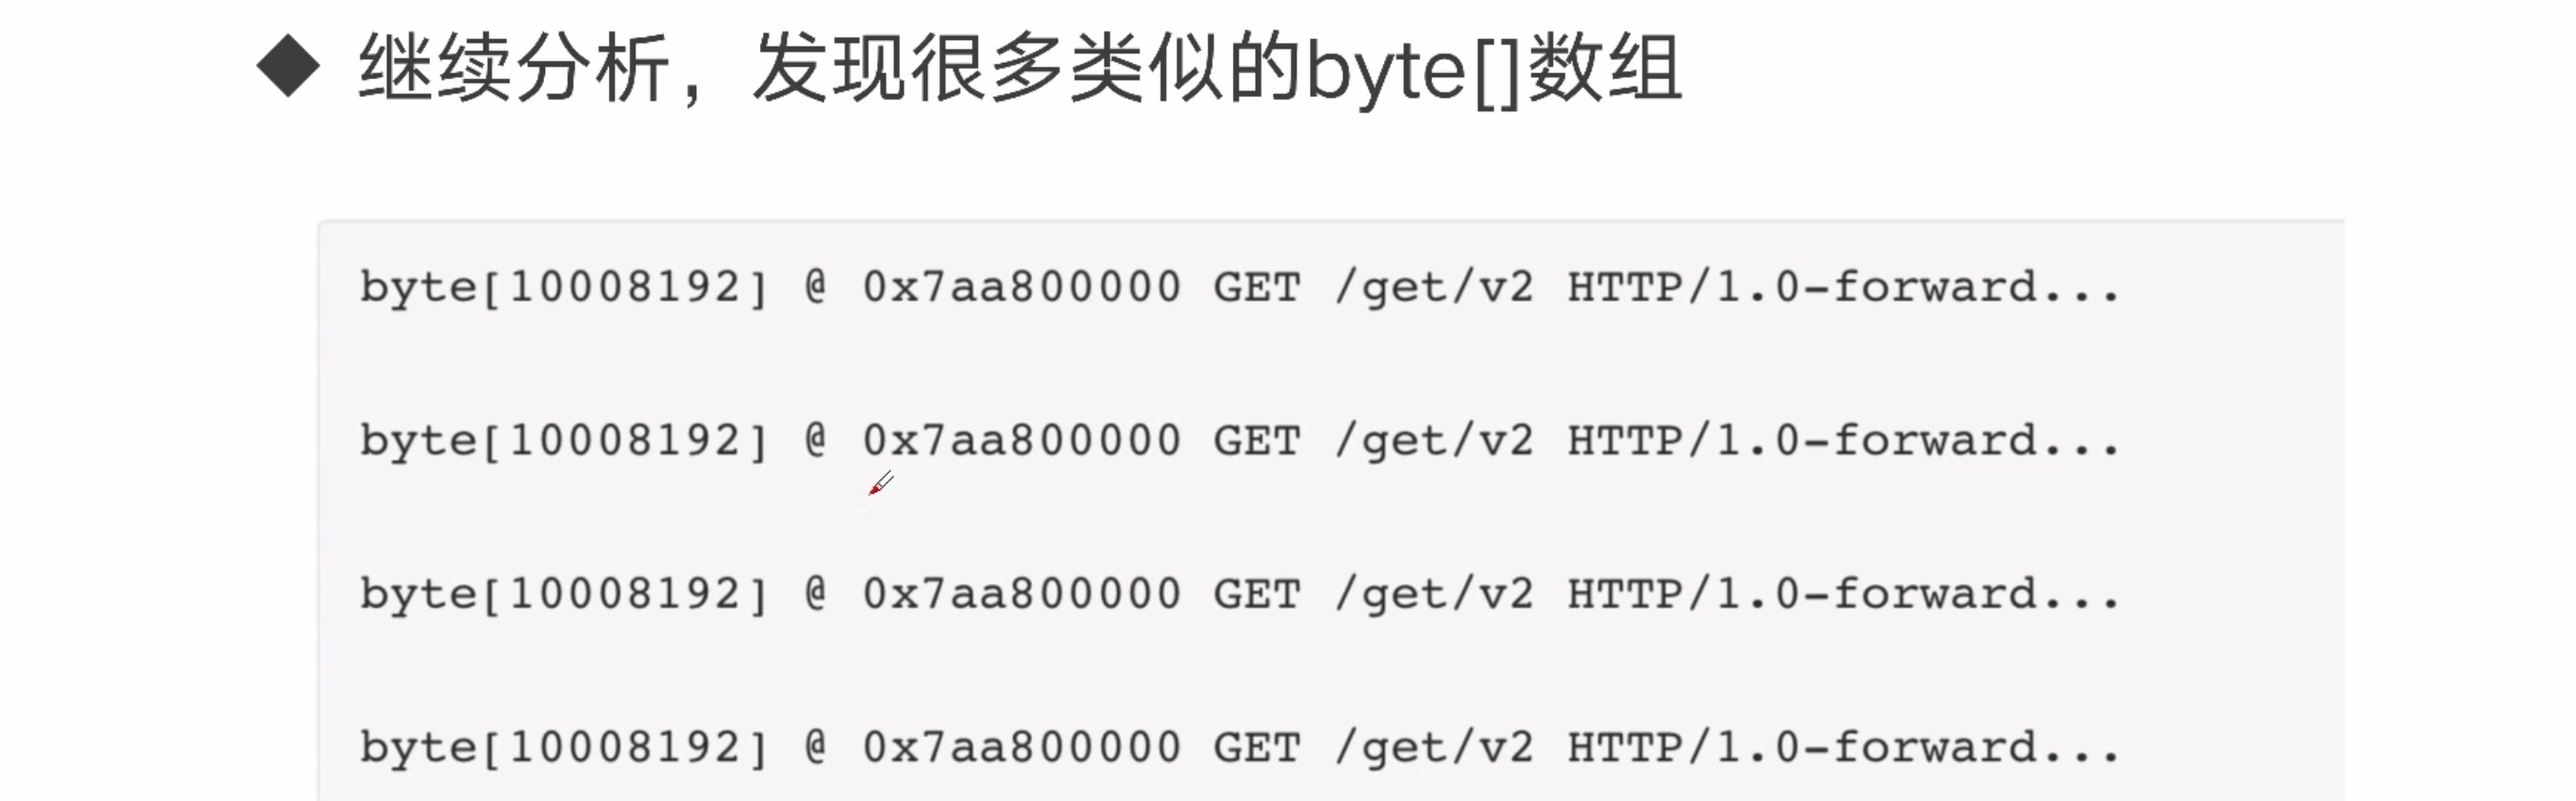 继续分析，发现很多类似的byte[]数组
byte[10008192] @ 0x7aa800000 GET /get/v2 HTTP/1.0-forward...
byte[10008192] @ 0x7aa800000 GET /get/v2 HTTP/1.0-forward...
byte[10008192] @ 0x7aa800000 GET /get/v2 HTTP/1.0-forward...
byte[10008192] @ 0x7aa800000 GET /get/v2 HTTP/1.0-forward...